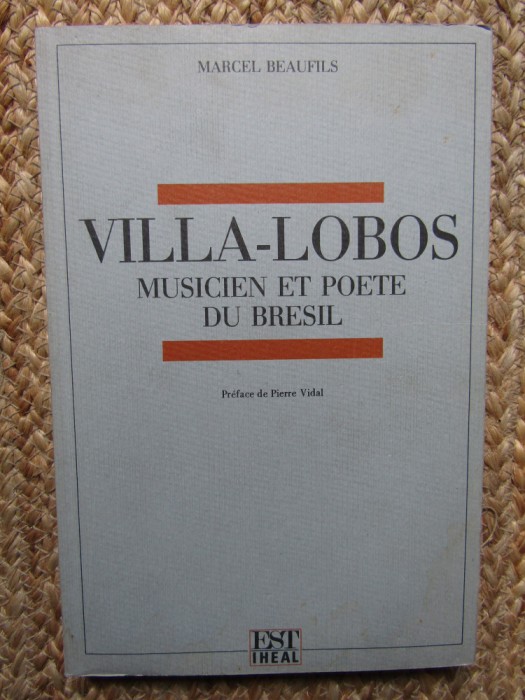 MARCEL BEAUFILS
VILLA-LOBOS
MUSICIEN ET POETE
DU BRESIL
Préface de Pierre Vidal
EST
IHEAL